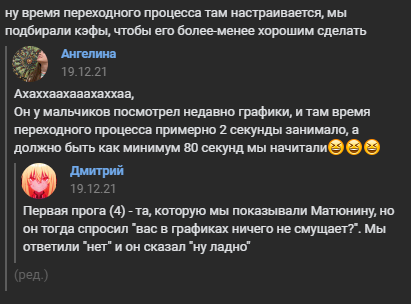 ну время переходного процесса там настраивается, мы
подбирали кэфы, чтобы его более-менее хорошим сделать
Ангелина
19.12.21
Ахаххаахааахаххаа,
Он у мальчиков посмотрел недавно графики, и там время
переходного процесса примерно 2 секунды занимало, а
должно быть как минимум 80 секунд мы начитали😆😆😆
Дмитрий
19.12.21
Первая прога (4) - та, которую мы показывали Матюнину, но
он тогда спросил "вас в графиках ничего не смущает?". Мы
ответили "нет" и он сказал "ну ладно"
(ред.)